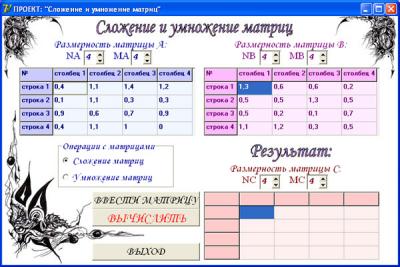 ПРОЕКТ: "Сложение и умножение матриц"
Сложение и умножение матриц
Размерность матрицы А:
NA 4 MA 4
Размерность матрицы В:
NB 4 MB 4
№ столбец 1 столбец 2 столбец 3 столбец 4
строка 1 0,4 1,1 1,4 1,2
строка 2 0,1 0,5 1,1 0,5
строка 3 0,9 0,6 0,7 0,9
строка 4 0,4 1,1 1 0
№ столбец 1 столбец 2 столбец 3 столбец 4
строка 1 1,3 0,6 0,6 0,2
строка 2 0,5 0,5 1,3 0,5
строка 3 0,5 0,2 0,1 0,7
строка 4 1,1 1,2 0,3 0,5
Операции с матрицами
Сложение матриц
Умножение матриц
Результат:
Размерность матрицы С:
NC 4 MC 4
ВВЕСТИ МАТРИЦУ
ВЫЧИСЛИТЬ
ВЫХОД